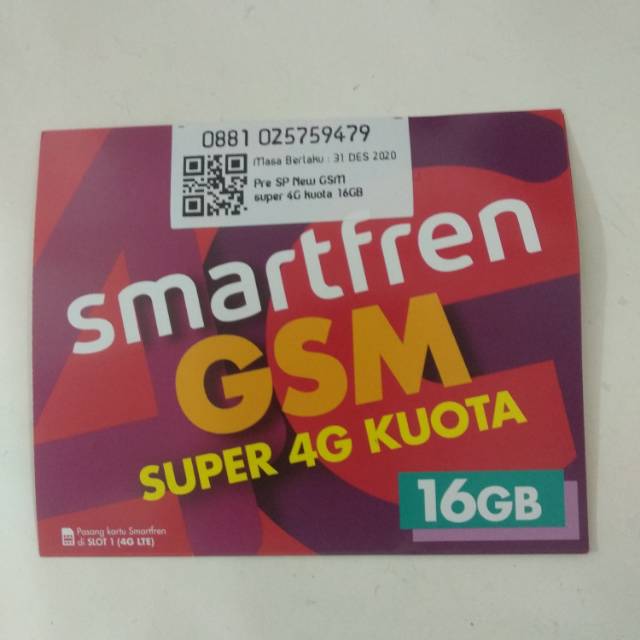 0881 025759479
Masa Berlaku : 31 DES 2020
Pre SP New GSM
super 4G kuota 16GB
smartfren
GSM
SUPER 4G KUOTA
16GB
Pasang kartu Smartfren
di SLOT 1 (4G LTE)